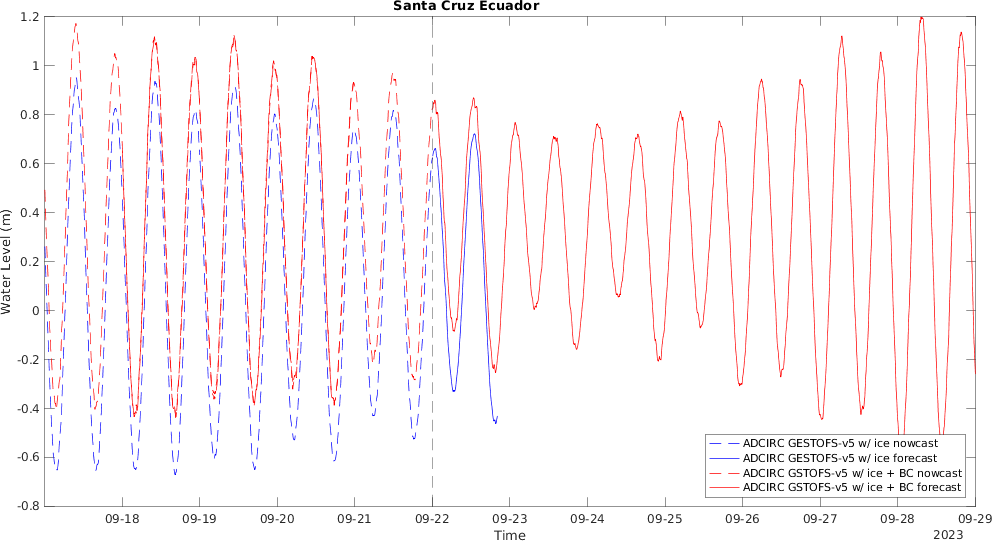 Santa Cruz Ecuador
1.2
1
0.8
0.6
0.4
0.2
0
-0.2
-0.4
-0.6
-0.8
Water Level (m)
ADCIRC GESTOFS-v5 w/ ice nowcast
ADCIRC GESTOFS-v5 w/ ice forecast
ADCIRC GSTOFS-v5 w/ ice + BC nowcast
ADCIRC GSTOFS-v5 w/ ice + BC forecast
09-18 09-19 09-20 09-21 09-22 09-23 09-24 09-25 09-26 09-27 09-28 09-29
2023
Time